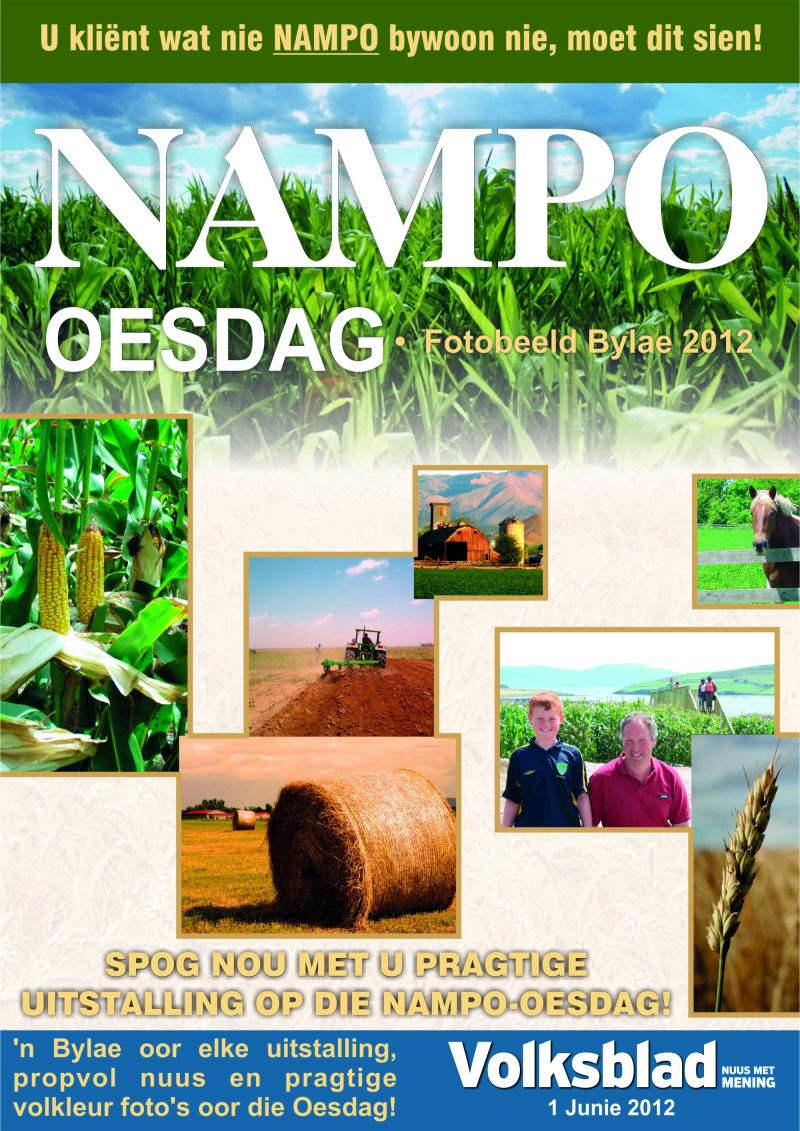 U kliënt wat nie NAMPO bywoon nie, moet dit sien!
NAMPO
OESDAG • Fotobeeld Bylae 2012
SPOG NOU MET U PRAGTIGE
UITSTALLING OP DIE NAMPO-OESDAG!
'n Bylae oor elke uitstalling,
propvol nuus en pragtige
volkleur foto's oor die Oesdag!
Volksblad
NUUS MET
MENING
1 Junie 2012